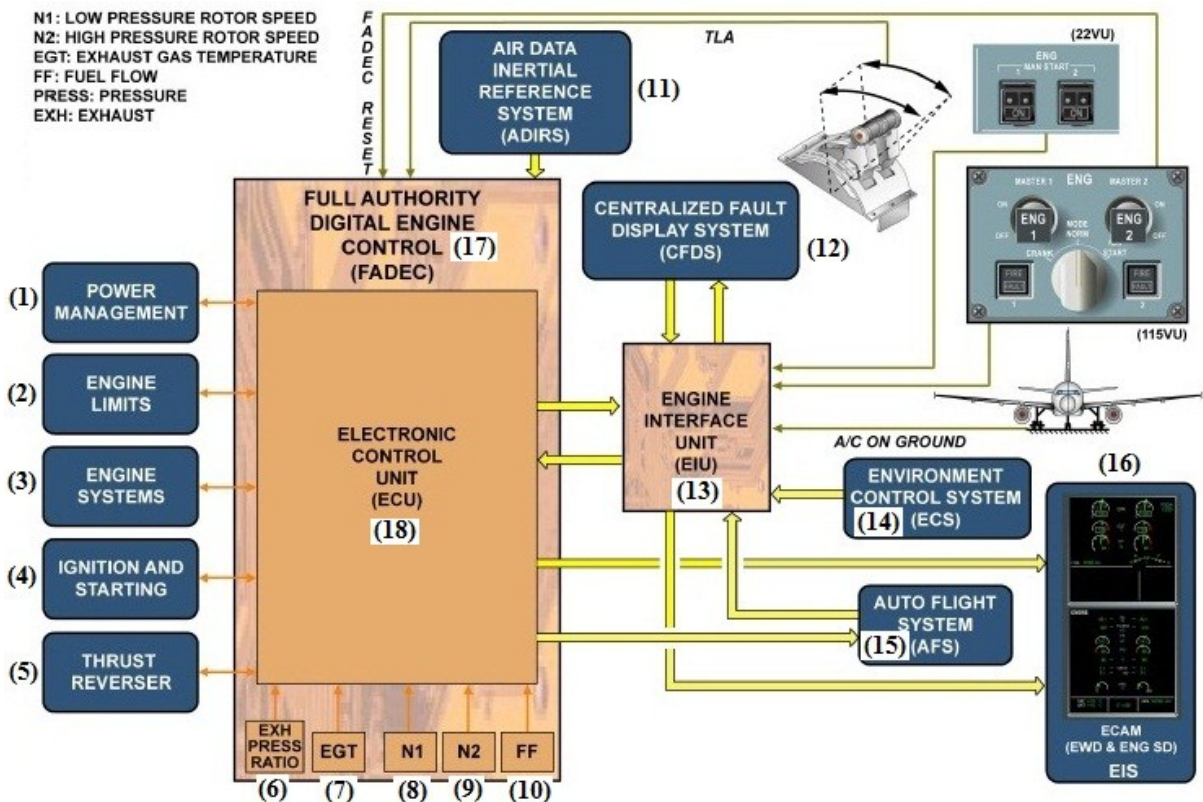 N1: LOW PRESSURE ROTOR SPEED
N2: HIGH PRESSURE ROTOR SPEED
EGT: EXHAUST GAS TEMPERATURE
FF: FUEL FLOW
PRESS: PRESSURE
EXH: EXHAUST
FADEC RESET
TLA
AIR DATA
INERTIAL
REFERENCE
SYSTEM
(ADIRS)
(11)
(22VU)
ENG
1 MAN START 2
ON ON
FULL AUTHORITY
DIGITAL ENGINE
CONTROL (17)
(FADEC)
CENTRALIZED FAULT
DISPLAY SYSTEM
(CFDS)
(12)
MASTER 1 ENG MASTER 2
ON ON
ENG
1
ENG
2
OFF OFF
MODE
NORM
CRANK START
FIRE FIRE
FAULT FAULT
1 2
(115VU)
(1) POWER
MANAGEMENT
(2) ENGINE
LIMITS
(3) ENGINE
SYSTEMS
(4) IGNITION AND
STARTING
(5) THRUST
REVERSER
ELECTRONIC
CONTROL
UNIT
(ECU)
(18)
ENGINE
INTERFACE
UNIT
(EIU)
(13)
A/C ON GROUND
ENVIRONMENT
CONTROL SYSTEM
(14) (ECS)
AUTO FLIGHT
SYSTEM
(15) (AFS)
(16)
ENGINE
ECAM
(EWD & ENG SD)
EIS
EXH
PRESS
RATIO
EGT
N1
N2
FF
(6) (7) (8) (9) (10)